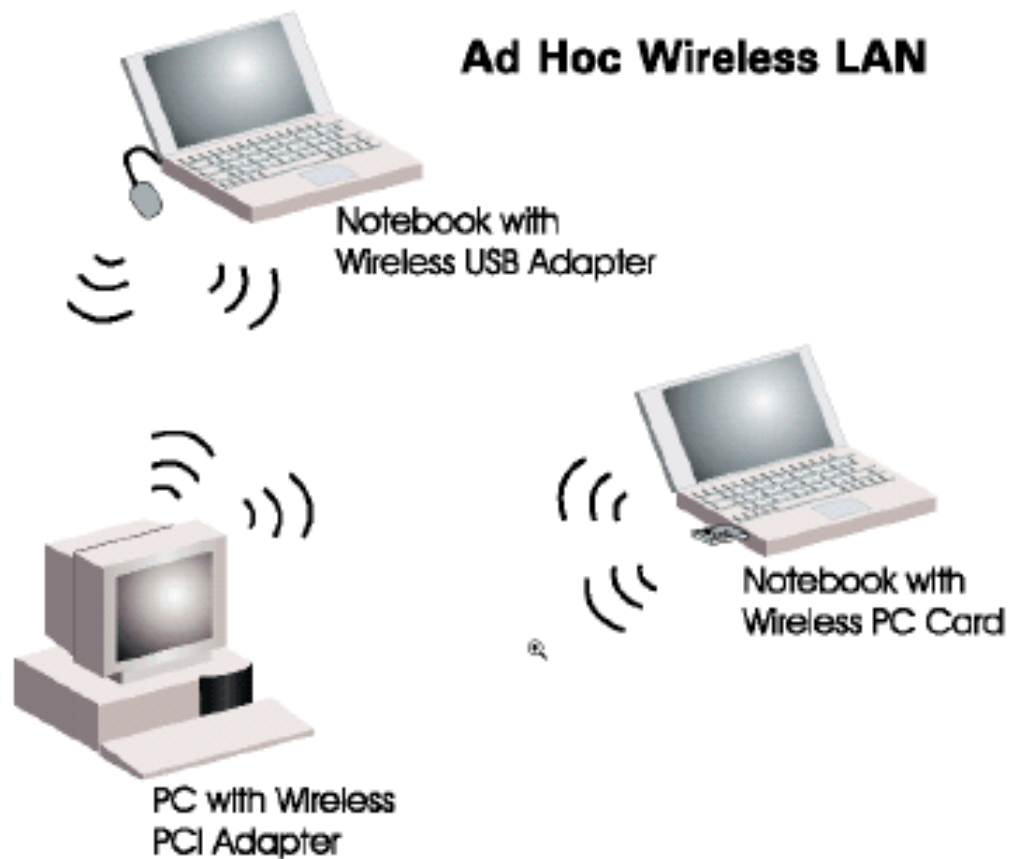 Ad Hoc Wireless LAN
Notebook with
Wireless USB Adapter
Notebook with
Wireless PC Card
PC with Wireless
PCI Adapter